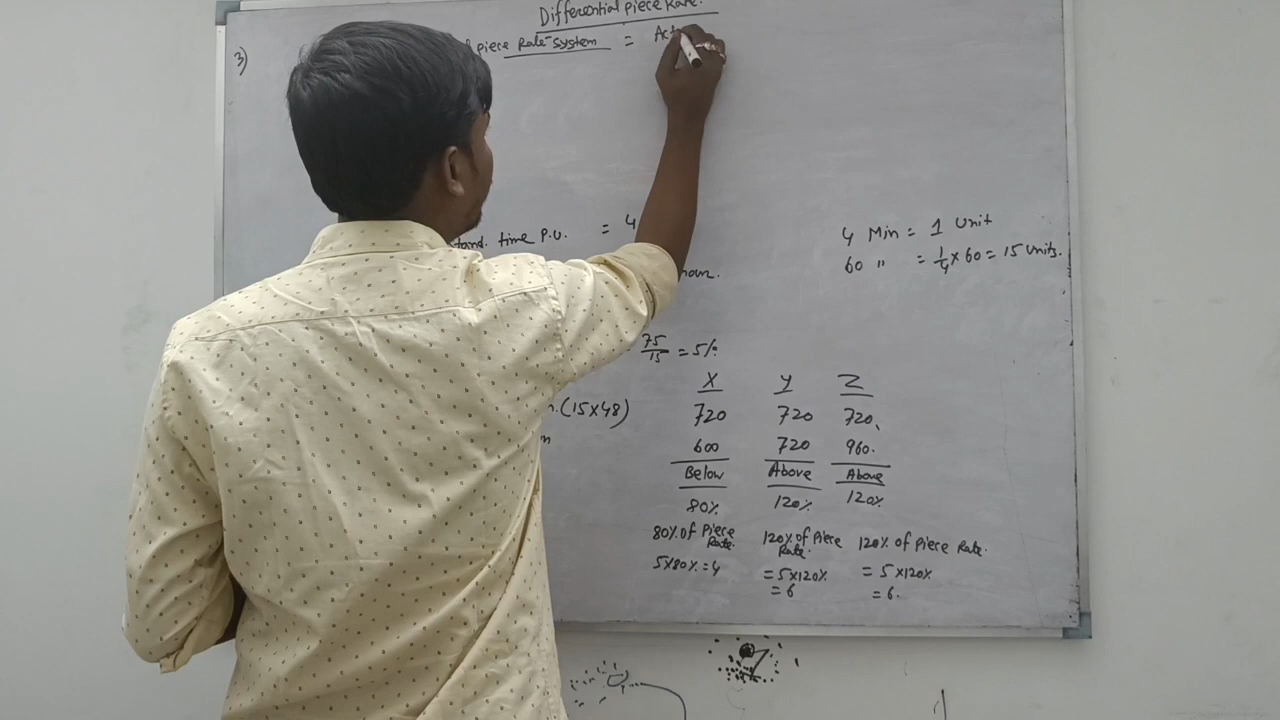 Differential Piece Rate.
3) piece Rate System = Act
stand. time P.U. = 4
4 Min = 1 Unit
60 " = 1/4 x 60 = 15 Units.
hour.
75/15 = 5/-
(15x48)
X Y Z
720 720 720
600 720 960.
Below Above Above
80% 120% 120%
80% of Piece Rate. 120% of Piece Rate. 120% of Piece Rate.
5x80% = 4 = 5x120% = 5x120%
= 6 = 6.